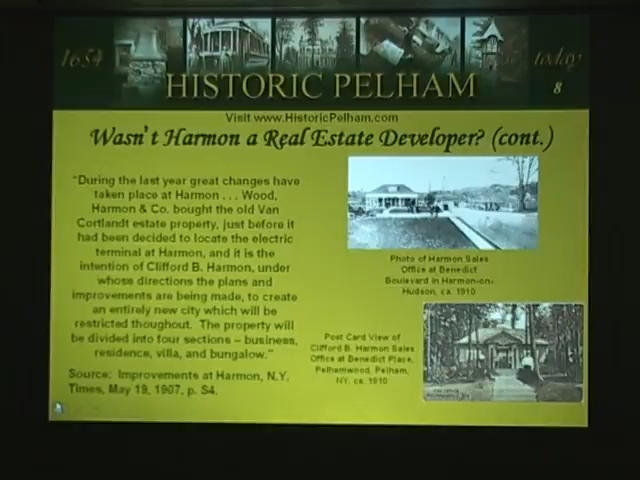 1654
today
HISTORIC PELHAM
8
Visit www.HistoricPelham.com
Wasn't Harmon a Real Estate Developer? (cont.)
"During the last year great changes have
taken place at Harmon . . . Wood,
Harmon & Co. bought the old Van
Cortlandt estate property, just before it
had been decided to locate the electric
terminal at Harmon, and it is the
intention of Clifford B. Harmon, under
whose directions the plans and
improvements are being made, to create
an entirely new city which will be
restricted thoughout. The property will
be divided into four sections – business,
residence, villa, and bungalow."
Source: Improvements at Harmon, N.Y.
Times, May 19, 1907, p. S4.
Photo of Harmon Sales
Office at Benedict
Boulevard in Harmon-on-
Hudson, ca. 1910
Post Card View of
Clifford B. Harmon Sales
Office at Benedict Place,
Pelhamwood, Pelham,
NY, ca. 1910